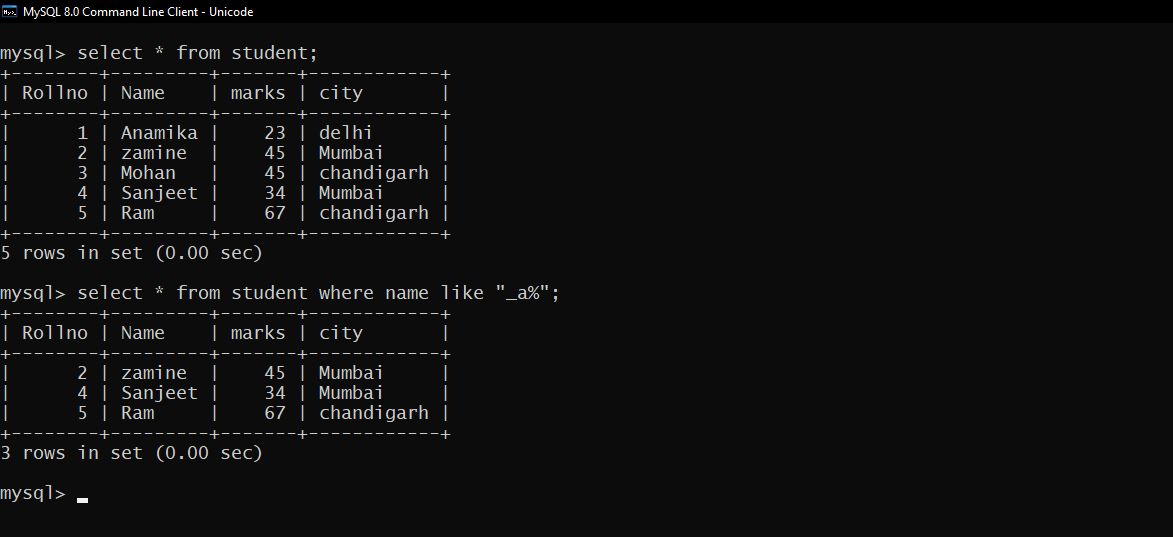 MySQL 8.0 Command Line Client - Unicode
mysql> select * from student;
+--------+---------+-------+------------+
| Rollno | Name    | marks | city       |
+--------+---------+-------+------------+
|      1 | Anamika |    23 | delhi      |
|      2 | zamine  |    45 | Mumbai     |
|      3 | Mohan   |    45 | chandigarh |
|      4 | Sanjeet |    34 | Mumbai     |
|      5 | Ram     |    67 | chandigarh |
+--------+---------+-------+------------+
5 rows in set (0.00 sec)
mysql> select * from student where name like "_a%";
+--------+---------+-------+------------+
| Rollno | Name    | marks | city       |
+--------+---------+-------+------------+
|      2 | zamine  |    45 | Mumbai     |
|      4 | Sanjeet |    34 | Mumbai     |
|      5 | Ram     |    67 | chandigarh |
+--------+---------+-------+------------+
3 rows in set (0.00 sec)
mysql>